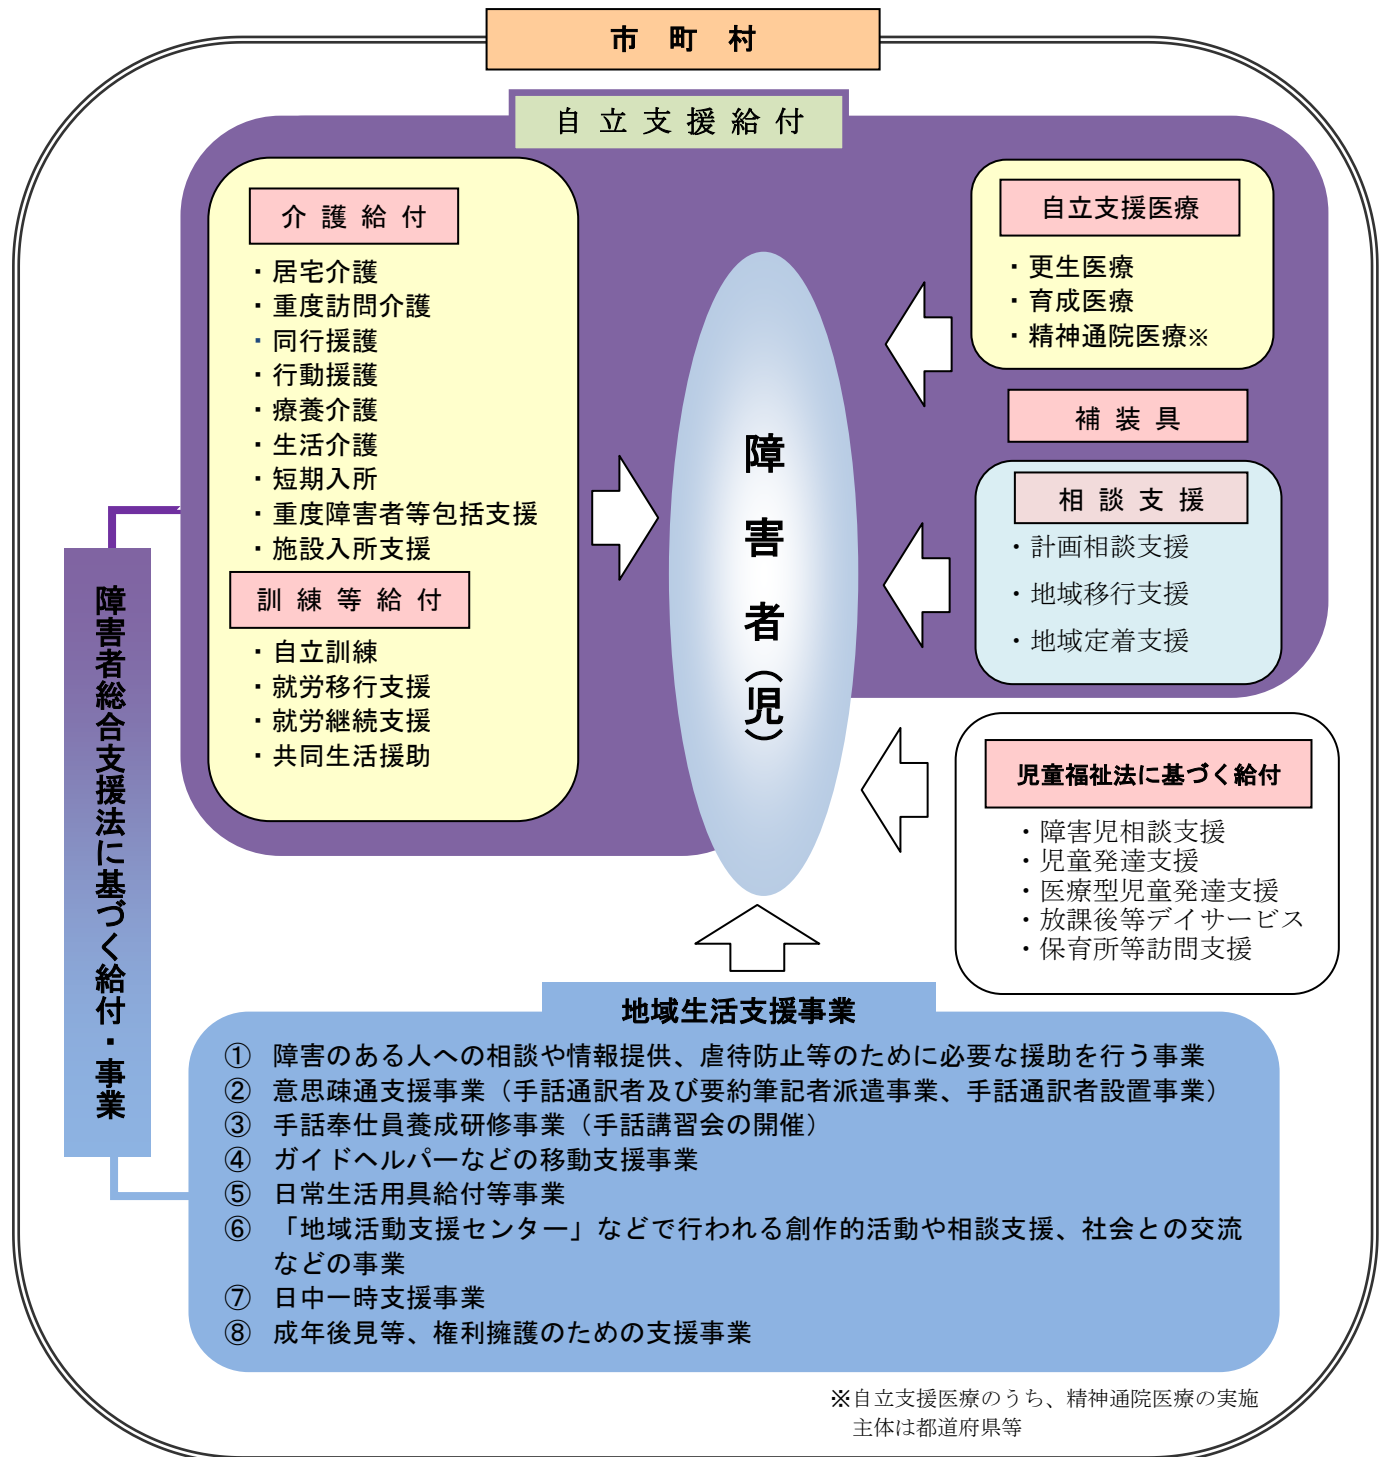 市町村
自立支援給付
介護給付
・居宅介護
・重度訪問介護
・同行援護
・行動援護
・療養介護
・生活介護
・短期入所
・重度障害者等包括支援
・施設入所支援
訓練等給付
・自立訓練
・就労移行支援
・就労継続支援
・共同生活援助
障害者(児)
自立支援医療
・更生医療
・育成医療
・精神通院医療※
補装具
相談支援
・計画相談支援
・地域移行支援
・地域定着支援
児童福祉法に基づく給付
・障害児相談支援
・児童発達支援
・医療型児童発達支援
・放課後等デイサービス
・保育所等訪問支援
障害者総合支援法に基づく給付・事業
地域生活支援事業
① 障害のある人への相談や情報提供、虐待防止等のために必要な援助を行う事業
② 意思疎通支援事業（手話通訳者及び要約筆記者派遣事業、手話通訳者設置事業）
③ 手話奉仕員養成研修事業（手話講習会の開催）
④ ガイドヘルパーなどの移動支援事業
⑤ 日常生活用具給付等事業
⑥ 「地域活動支援センター」などで行われる創作的活動や相談支援、社会との交流
などの事業
⑦ 日中一時支援事業
⑧ 成年後見等、権利擁護のための支援事業
※自立支援医療のうち、精神通院医療の実施
主体は都道府県等